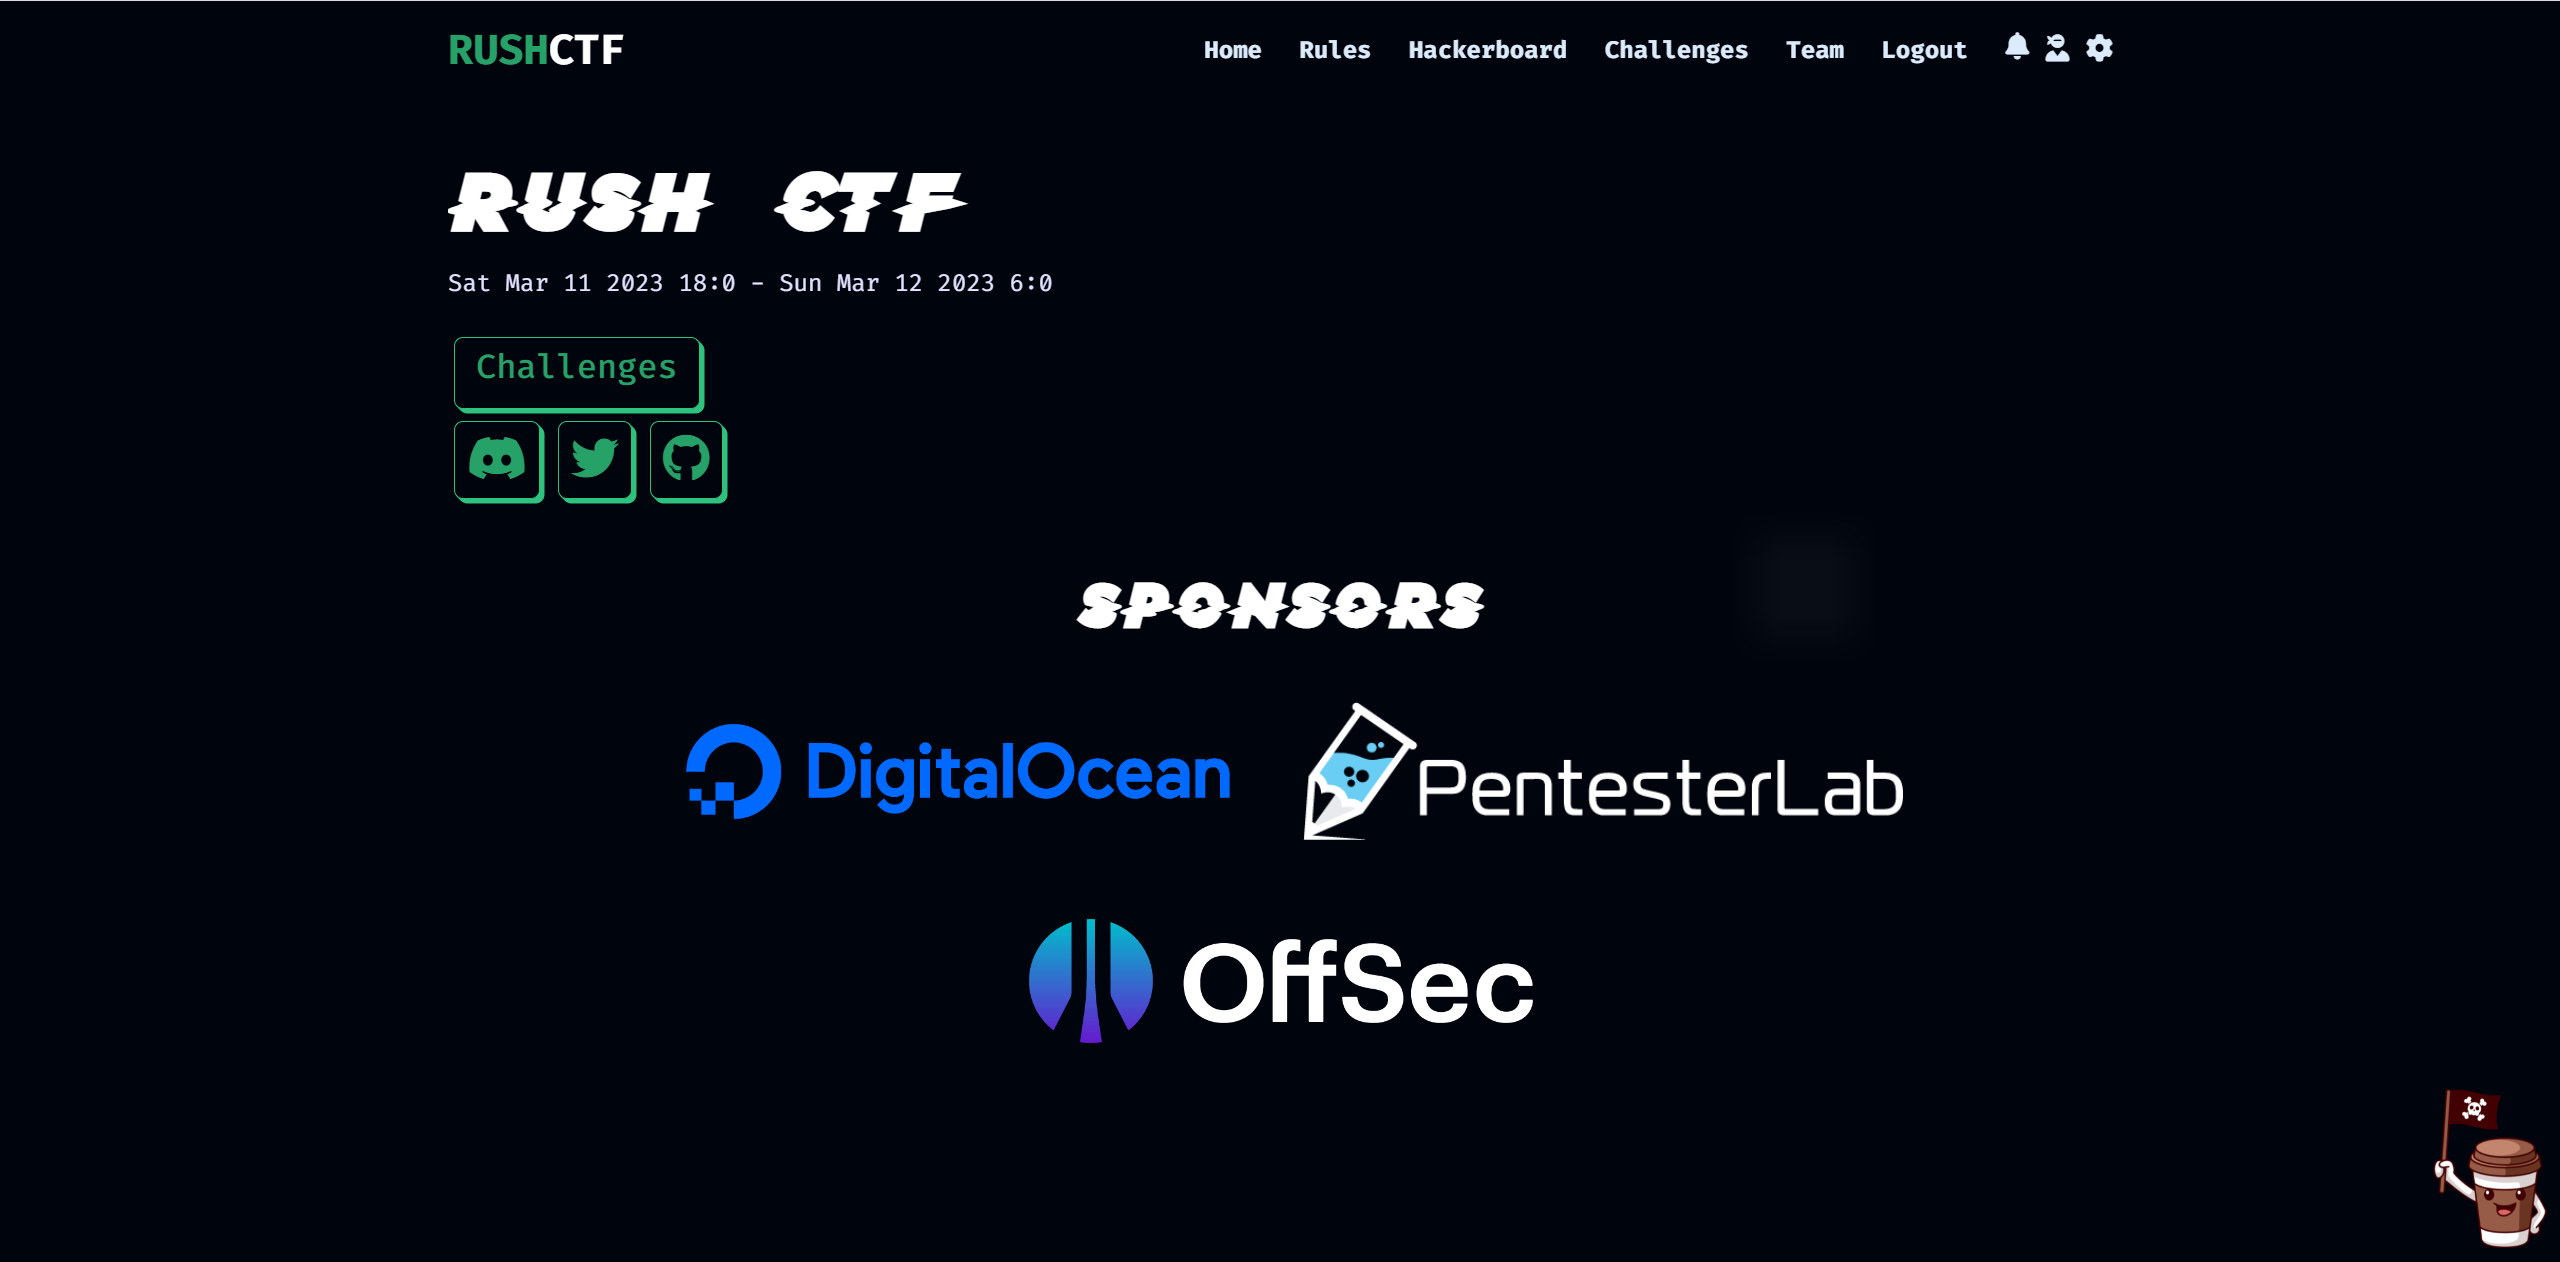 RUSHCTF
Home Rules Hackerboard Challenges Team Logout
RUSH CTF
Sat Mar 11 2023 18:0 - Sun Mar 12 2023 6:0
Challenges
SPONSORS
DigitalOcean
PentesterLab
OffSec